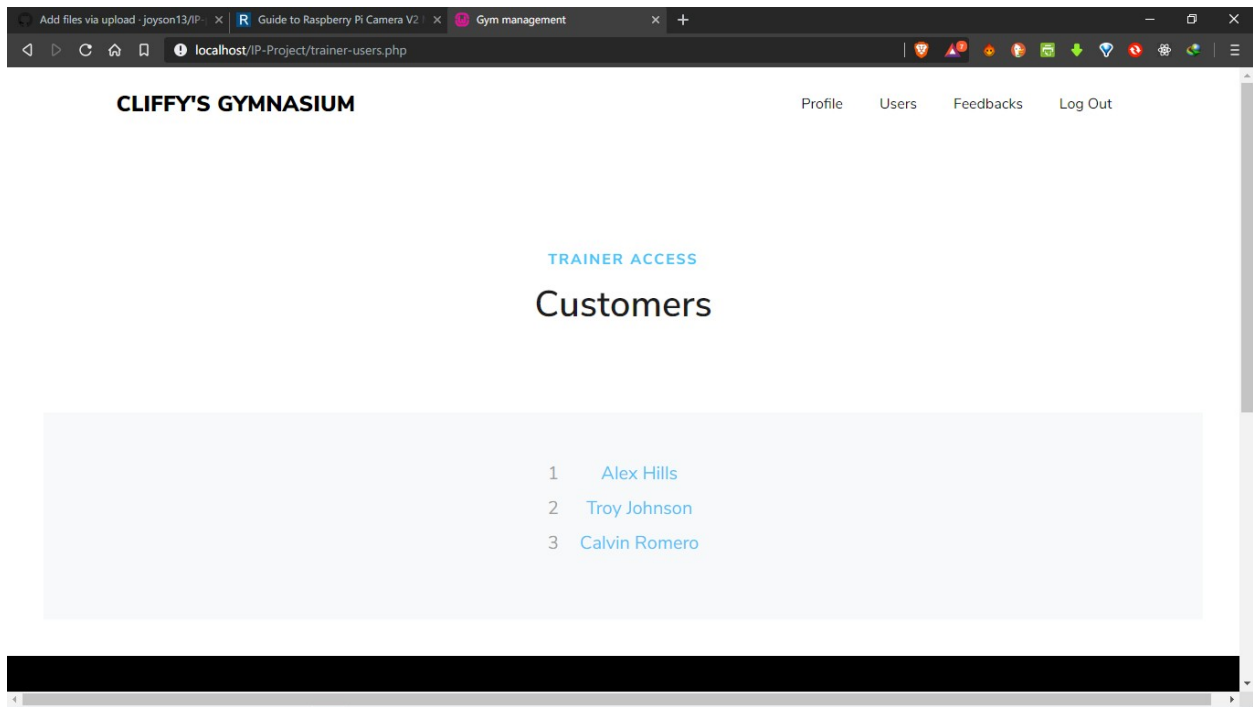 Add files via upload · joyson13/IP-
Guide to Raspberry Pi Camera V2
Gym management
localhost/IP-Project/trainer-users.php
CLIFFY'S GYMNASIUM
Profile Users Feedbacks Log Out
TRAINER ACCESS
Customers
1 Alex Hills
2 Troy Johnson
3 Calvin Romero